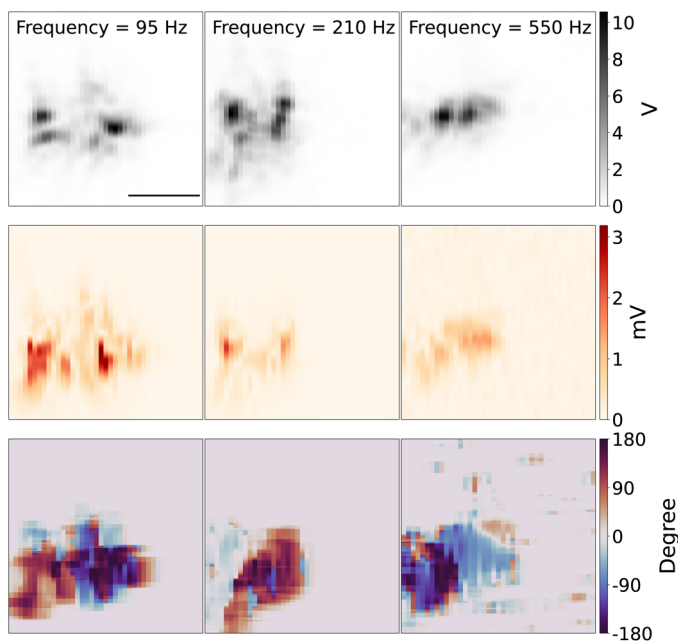 Frequency = 95 Hz
Frequency = 210 Hz
Frequency = 550 Hz
10
8
6
4
2
0
V
3
2
1
0
mV
180
90
0
-90
-180
Degree